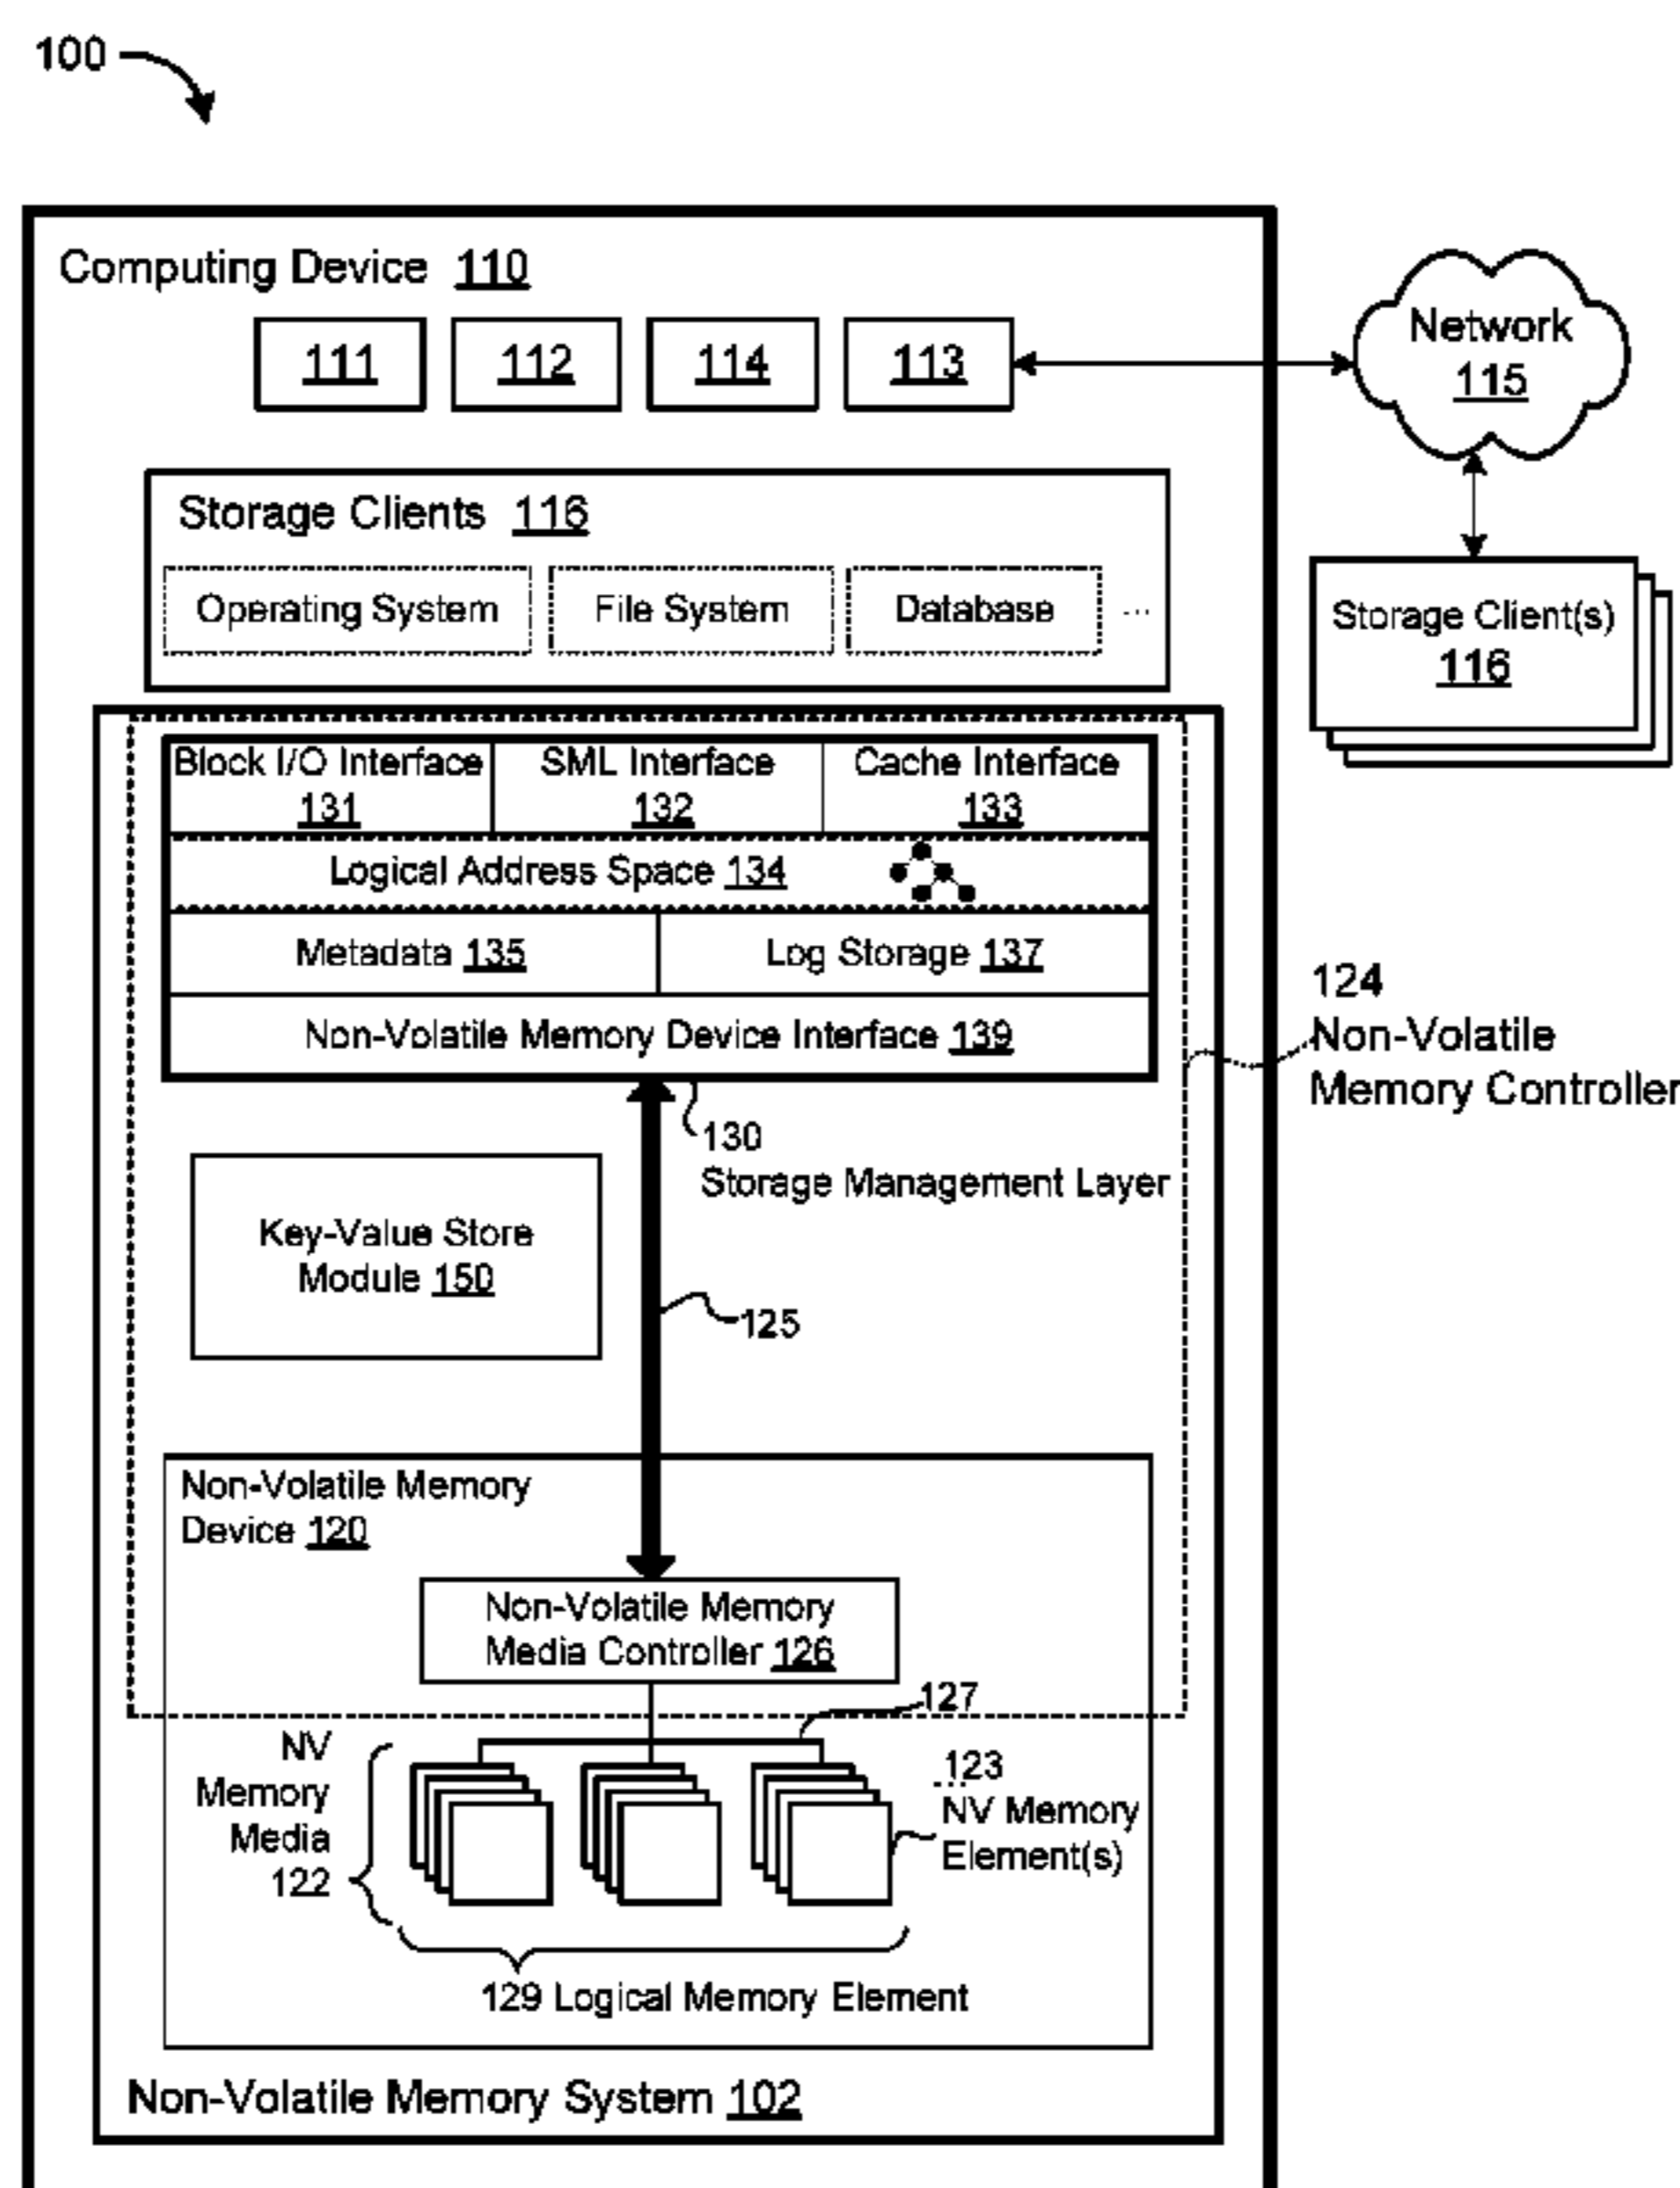 100
Computing Device 110
111 112 114 113
Network
115
Storage Clients 116
Operating System File System Database ...
Storage Client(s)
116
Block I/O Interface
131
SML Interface
132
Cache Interface
133
Logical Address Space 134
Metadata 135 Log Storage 137
Non-Volatile Memory Device Interface 139
124
Non-Volatile
Memory Controller
130
Storage Management Layer
Key-Value Store
Module 150
125
Non-Volatile Memory
Device 120
Non-Volatile Memory
Media Controller 126
127
NV
Memory
Media
122
123
NV Memory
Element(s)
129 Logical Memory Element
Non-Volatile Memory System 102